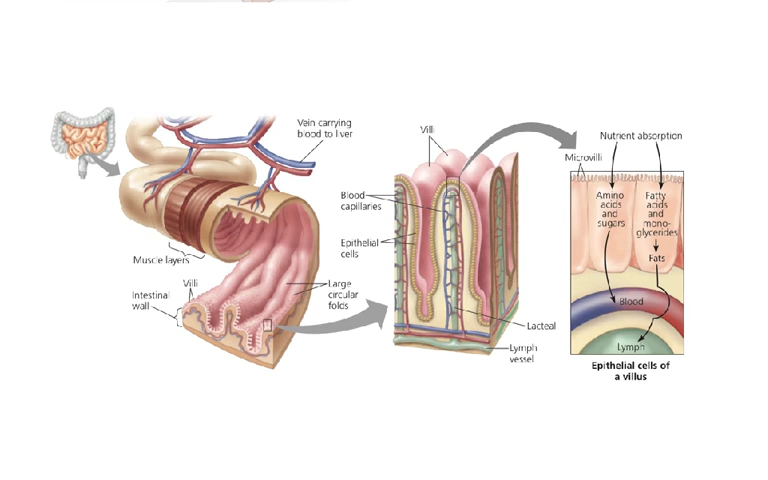 Vein carrying
blood to liver
Muscle layers
Villi
Intestinal
wall
Large
circular
folds
Villi
Blood
capillaries
Epithelial
cells
Lacteal
Lymph
vessel
Nutrient absorption
Microvilli
Amino
acids
and
sugars
Fatty
acids
and
mono-
glycerides
Fats
Blood
Lymph
Epithelial cells of
a villus